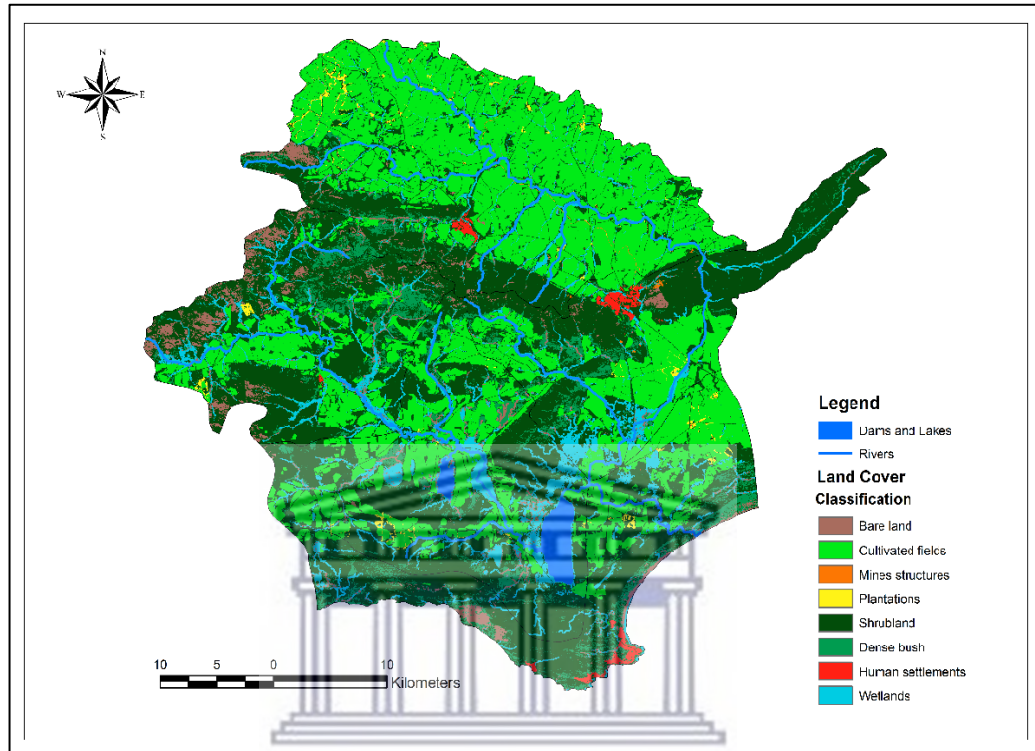 N
W
E
S
Legend
Dams and Lakes
Rivers
Land Cover
Classification
Bare land
Cultivated fields
Mines structures
Plantations
Shrubland
Dense bush
Human settlements
Wetlands
10 5 0 10
Kilometers